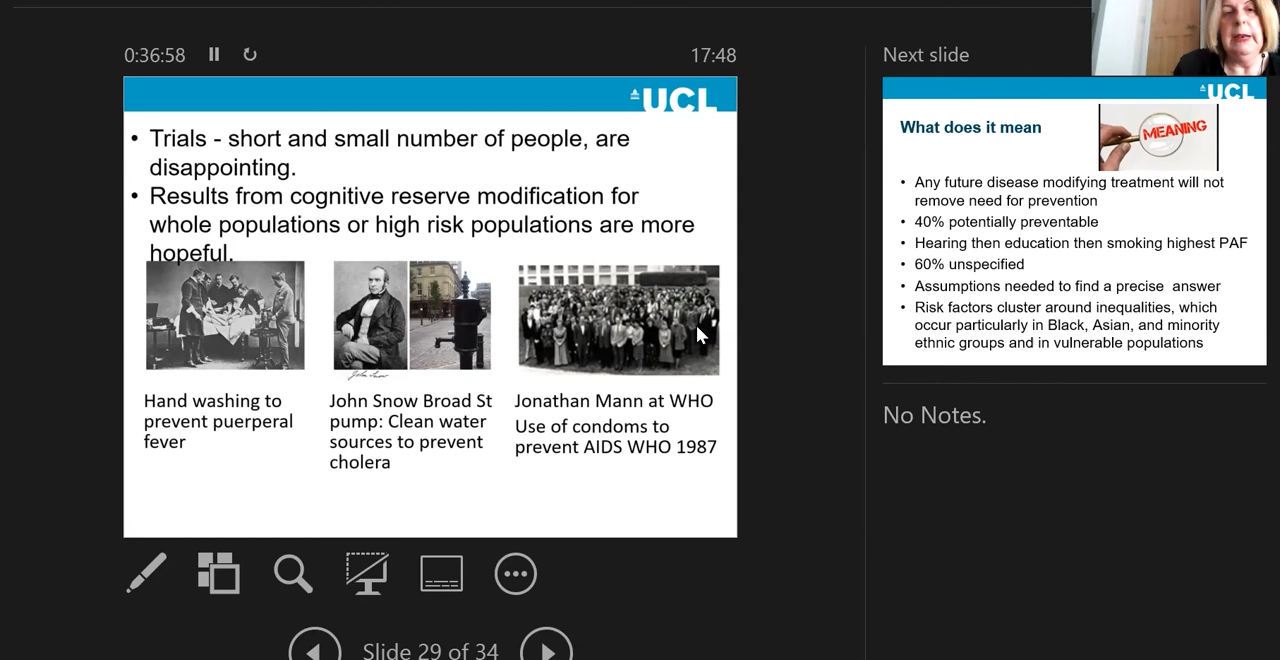 0:36:58
17:48
UCL
• Trials - short and small number of people, are
disappointing.
• Results from cognitive reserve modification for
whole populations or high risk populations are more
hopeful.
John Snow
Hand washing to
prevent puerperal
fever
John Snow Broad St
pump: Clean water
sources to prevent
cholera
Jonathan Mann at WHO
Use of condoms to
prevent AIDS WHO 1987
Slide 29 of 34
Next slide
UCL
What does it mean
MEANING
• Any future disease modifying treatment will not
remove need for prevention
• 40% potentially preventable
• Hearing then education then smoking highest PAF
• 60% unspecified
• Assumptions needed to find a precise answer
• Risk factors cluster around inequalities, which
occur particularly in Black, Asian, and minority
ethnic groups and in vulnerable populations
No Notes.